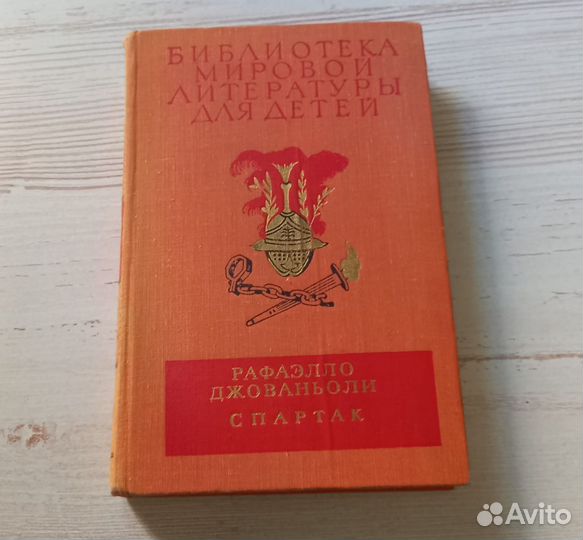 БИБЛИОТЕКА
МИРОВОЙ
ЛИТЕРАТУРЫ
ДЛЯ ДЕТЕЙ
РАФАЭЛЛО
ДЖОВАНЬОЛИ
СПАРТАК
Avito